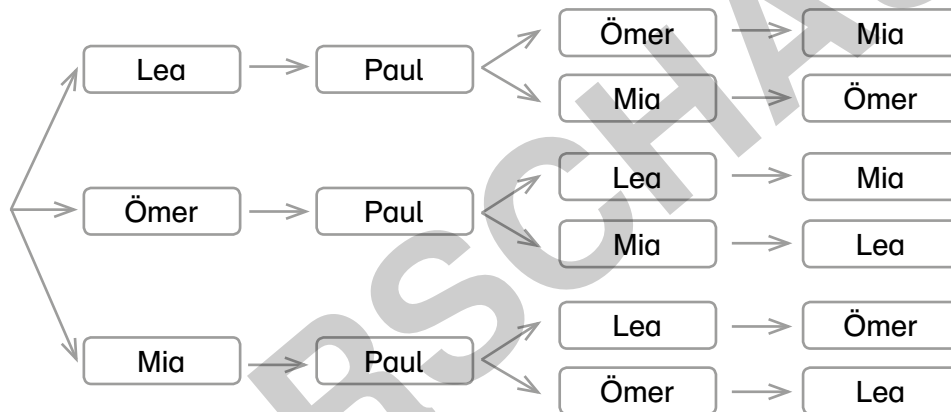 Ömer Mia
Lea Paul
Mia Ömer
Lea Mia
Ömer Paul
Mia Lea
Lea Ömer
Mia Paul
Ömer Lea